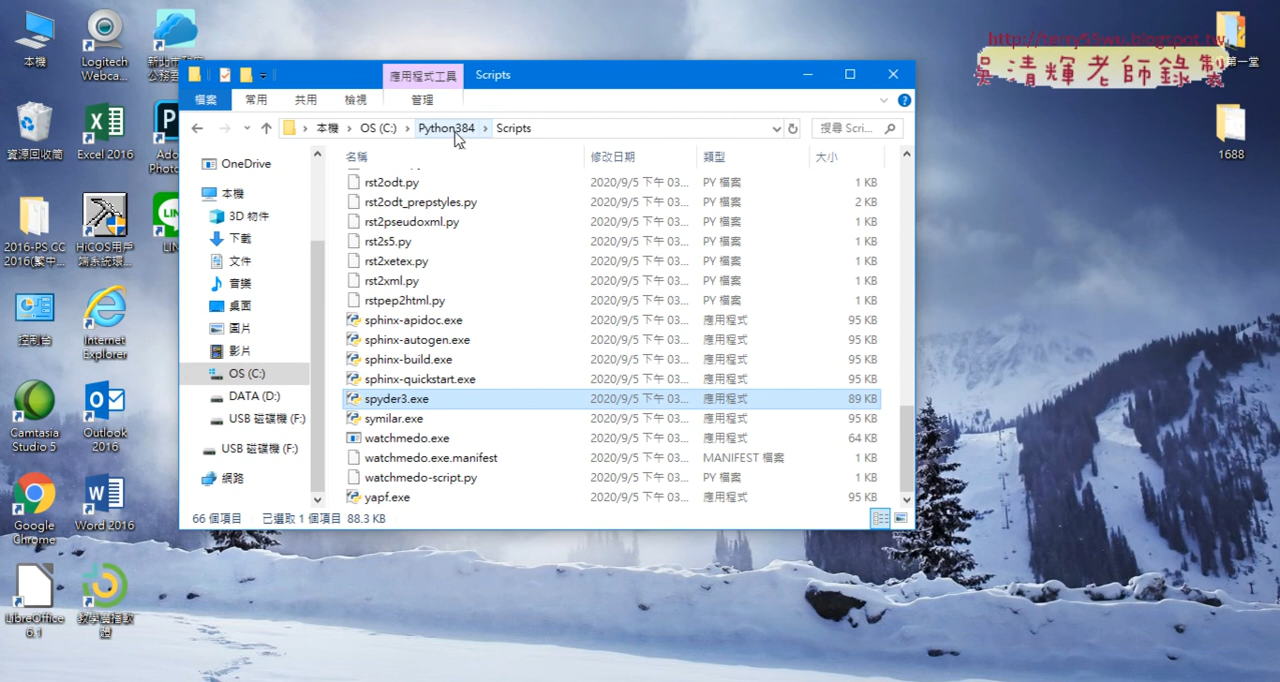 http://terry55wu.blogspot.tw
吳清輝老師錄製
第一堂
1688
本機
Logitech
Webca...
資源回收筒
Excel 2016
2016-PS CC
2016(繁中...
HiCOS用戶
端系統環...
控制台
Internet
Explorer
Camtasia
Studio 5
Outlook
2016
Google
Chrome
Word 2016
LibreOffice
6.1
教學廣播軟
體
應用程式工具
Scripts
檔案
常用
共用
檢視
管理
本機 › OS (C:) › Python384 › Scripts
搜尋 Scri...
OneDrive
本機
3D 物件
下載
文件
音樂
桌面
圖片
影片
OS (C:)
DATA (D:)
USB 磁碟機 (F:)
USB 磁碟機 (F:)
網路
名稱 修改日期 類型 大小
rst2odt.py 2020/9/5 下午 03... PY 檔案 1 KB
rst2odt_prepstyles.py 2020/9/5 下午 03... PY 檔案 2 KB
rst2pseudoxml.py 2020/9/5 下午 03... PY 檔案 1 KB
rst2s5.py 2020/9/5 下午 03... PY 檔案 1 KB
rst2xetex.py 2020/9/5 下午 03... PY 檔案 1 KB
rst2xml.py 2020/9/5 下午 03... PY 檔案 1 KB
rstpep2html.py 2020/9/5 下午 03... PY 檔案 1 KB
sphinx-apidoc.exe 2020/9/5 下午 03... 應用程式 95 KB
sphinx-autogen.exe 2020/9/5 下午 03... 應用程式 95 KB
sphinx-build.exe 2020/9/5 下午 03... 應用程式 95 KB
sphinx-quickstart.exe 2020/9/5 下午 03... 應用程式 95 KB
spyder3.exe 2020/9/5 下午 03... 應用程式 89 KB
symilar.exe 2020/9/5 下午 03... 應用程式 95 KB
watchmedo.exe 2020/9/5 下午 03... 應用程式 64 KB
watchmedo.exe.manifest 2020/9/5 下午 03... MANIFEST 檔案 1 KB
watchmedo-script.py 2020/9/5 下午 03... PY 檔案 1 KB
yapf.exe 2020/9/5 下午 03... 應用程式 95 KB
66 個項目 已選取 1 個項目 88.3 KB